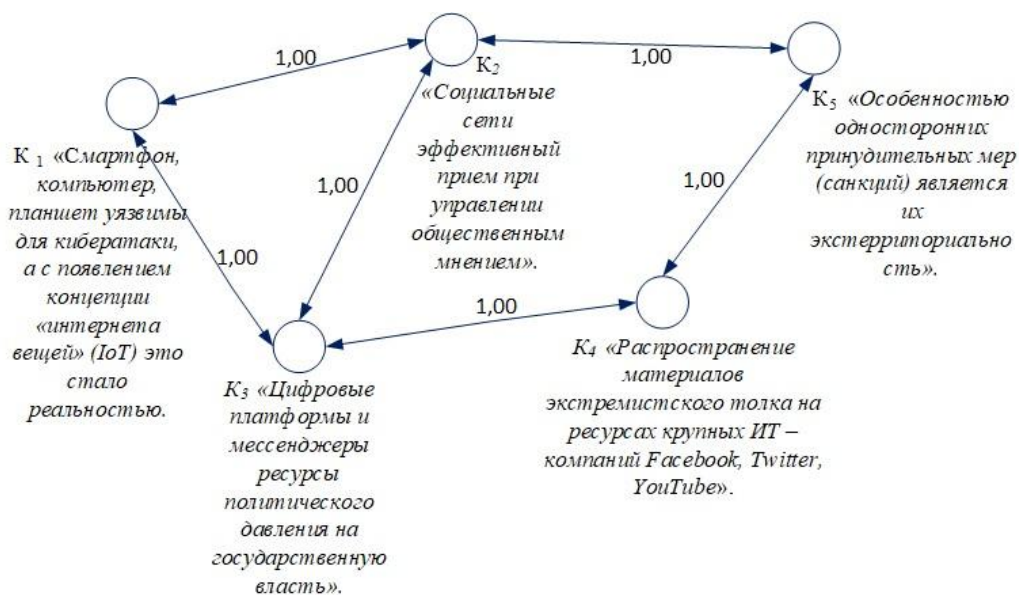 1,00
К2
«Социальные
сети
эффективный
прием при
управлении
общественным
мнением».
1,00
К5 «Особенностью
односторонних
принудительных мер
(санкций) является
их
экстерриториально
сть».
К 1 «Смартфон,
компьютер,
планшет уязвимы
для кибератаки,
а с появлением
концепции
«интернета
вещей» (IoT) это
стало
реальностью.
1,00
1,00
1,00
1,00
К3 «Цифровые
платформы и
мессенджеры
ресурсы
политического
давления на
государственную
власть».
К4 «Распространение
материалов
экстремистского толка на
ресурсах крупных ИТ –
компаний Facebook, Twitter,
YouTube».